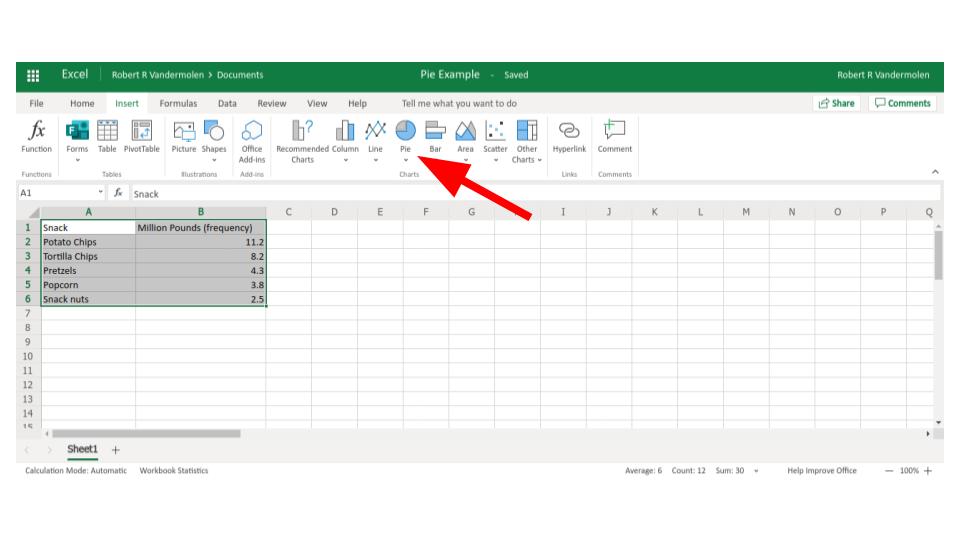 Excel Robert R Vandermolen > Documents Pie Example - Saved Robert R Vandermolen
File Home Insert Formulas Data Review View Help Tell me what you want to do Share Comments
fx
Function Forms Table PivotTable Picture Shapes Office Add-ins Recommended Charts Column Line Pie Bar Area Scatter Other Charts Hyperlink Comment
Functions Tables Illustrations Add-ins Charts Links Comments
A1 fx Snack
A B C D E F G I J K L M N O P Q
1 Snack Million Pounds (frequency)
2 Potato Chips 11.2
3 Tortilla Chips 8.2
4 Pretzels 4.3
5 Popcorn 3.8
6 Snack nuts 2.5
7
8
9
10
11
12
13
14
15
Sheet1 +
Calculation Mode: Automatic Workbook Statistics Average: 6 Count: 12 Sum: 30 Help Improve Office — 100% +